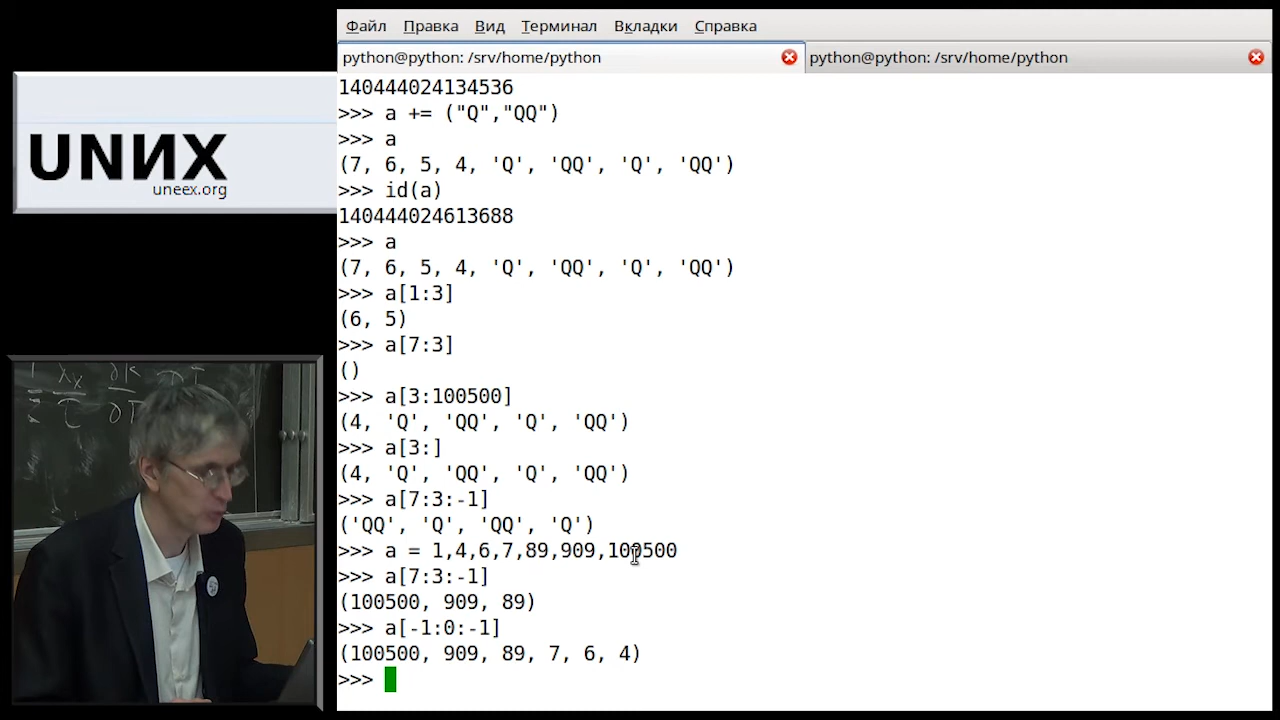 Файл Правка Вид Терминал Вкладки Справка
python@python: /srv/home/python
python@python: /srv/home/python
140444024134536
>>> a += ("Q","QQ")
>>> a
(7, 6, 5, 4, 'Q', 'QQ', 'Q', 'QQ')
>>> id(a)
140444024613688
>>> a
(7, 6, 5, 4, 'Q', 'QQ', 'Q', 'QQ')
>>> a[1:3]
(6, 5)
>>> a[7:3]
()
>>> a[3:100500]
(4, 'Q', 'QQ', 'Q', 'QQ')
>>> a[3:]
(4, 'Q', 'QQ', 'Q', 'QQ')
>>> a[7:3:-1]
('QQ', 'Q', 'QQ', 'Q')
>>> a = 1,4,6,7,89,909,100500
>>> a[7:3:-1]
(100500, 909, 89)
>>> a[-1:0:-1]
(100500, 909, 89, 7, 6, 4)
>>>
UNИX
uneex.org